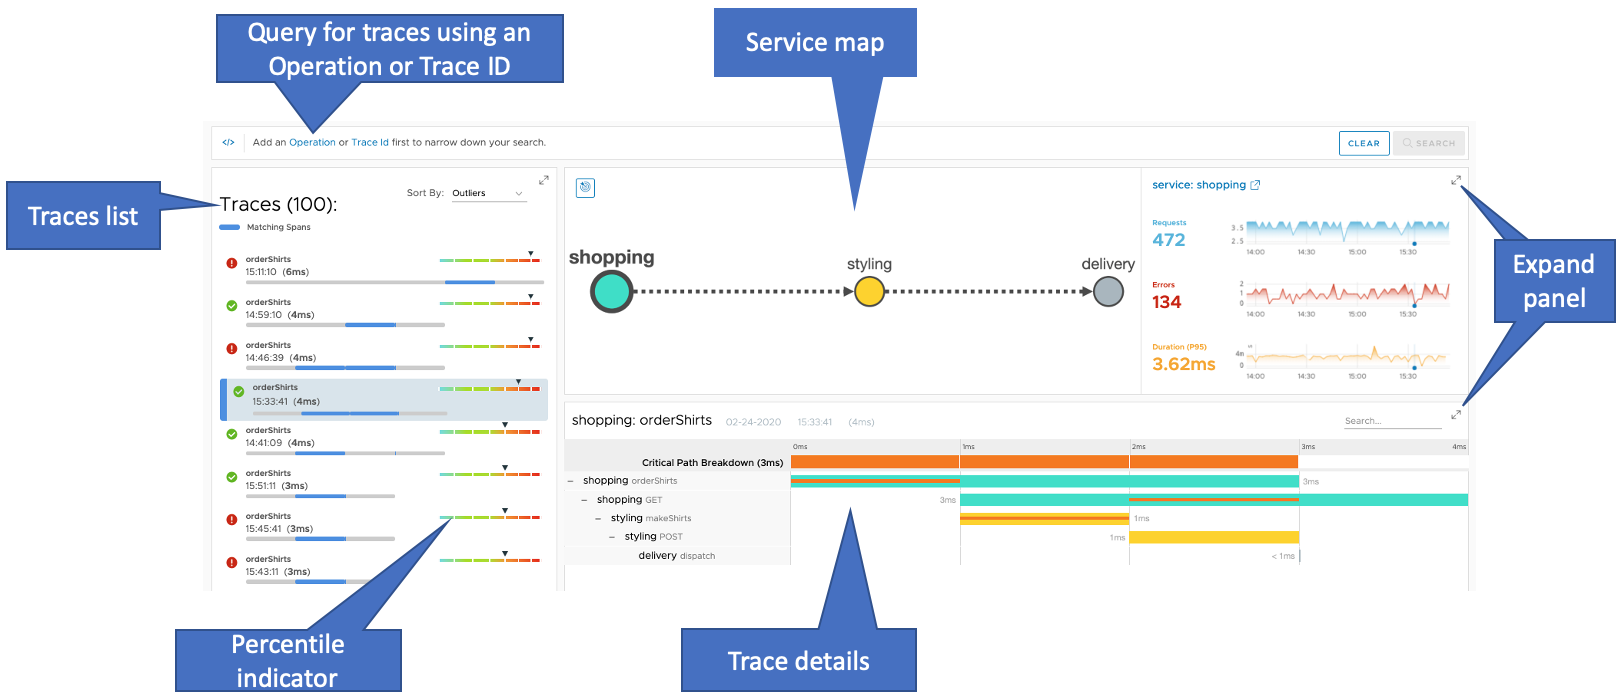 Query for traces using an
Operation or Trace ID
Service map
</> Add an Operation or Trace Id first to narrow down your search.
CLEAR
SEARCH
Traces list
Sort By: Outliers
Traces (100):
Matching Spans
orderShirts
15:11:10 (6ms)
orderShirts
14:59:10 (4ms)
orderShirts
14:46:39 (4ms)
orderShirts
15:33:41 (4ms)
orderShirts
14:41:09 (4ms)
orderShirts
15:51:11 (3ms)
orderShirts
15:45:41 (3ms)
orderShirts
15:43:11 (3ms)
Percentile
indicator
shopping
styling
delivery
service: shopping
Requests
472
3.5
2.5
14:00 14:30 15:00 15:30
Errors
134
2
1
0
14:00 14:30 15:00 15:30
Duration (P95)
3.62ms
4m
0
14:00 14:30 15:00 15:30
Expand
panel
shopping: orderShirts 02-24-2020 15:33:41 (4ms)
Search...
0ms 1ms 2ms 3ms 4ms
Critical Path Breakdown (3ms)
– shopping orderShirts 3ms
– shopping GET 3ms
– styling makeShirts 1ms
– styling POST 1ms
delivery dispatch < 1ms
Trace details